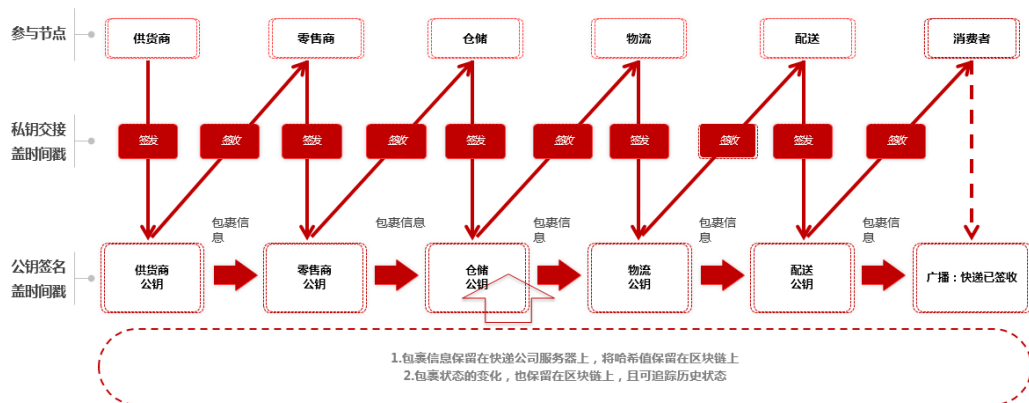 参与节点
供货商
零售商
仓储
物流
配送
消费者
私钥交接
盖时间戳
签发
签收
签发
签收
签发
签收
签发
签收
签发
签收
包裹信
息
包裹信息
包裹信
息
包裹信
息
包裹信
息
公钥签名
盖时间戳
供货商
公钥
零售商
公钥
仓储
公钥
物流
公钥
配送
公钥
广播：快递已签收
1.包裹信息保留在快递公司服务器上，将哈希值保留在区块链上
2.包裹状态的变化，也保留在区块链上，且可追踪历史状态